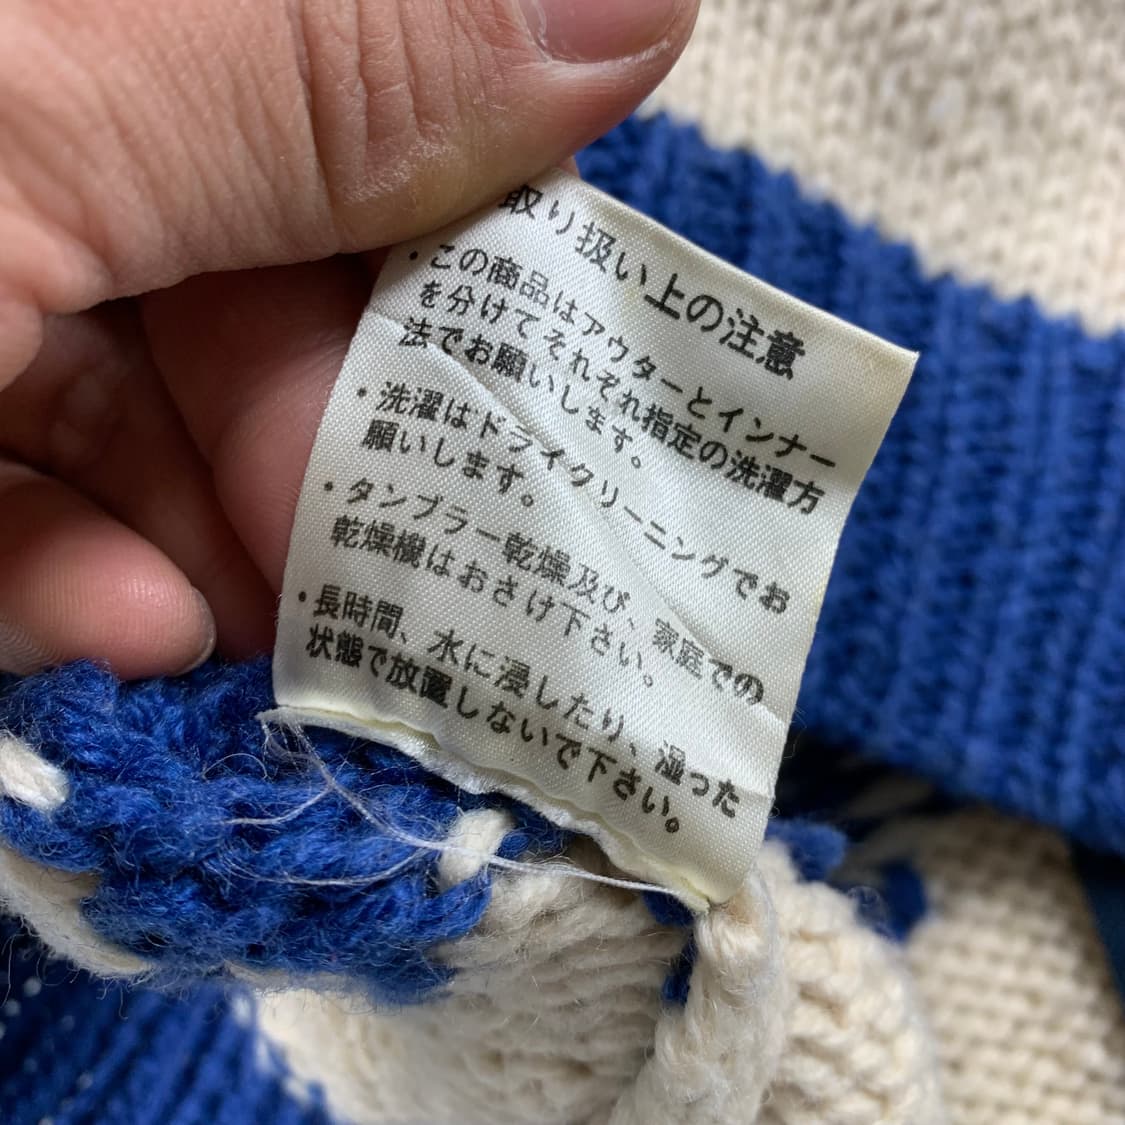 取り扱い上の注意
・この商品はアウターとインナー
を分けてそれぞれ指定の洗濯方
法でお願いします。
・洗濯はドライクリーニングでお
願いします。
・タンブラー乾燥及び、家庭での
乾燥機はおさけ下さい。
・長時間、水に浸したり、湿った
状態で放置しないで下さい。